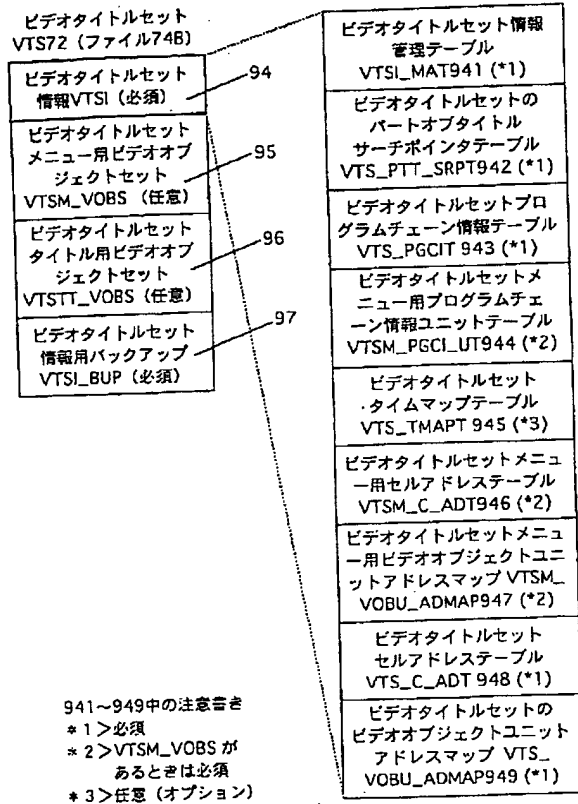 ビデオタイトルセット
VTS72 (ファイル74B)
ビデオタイトルセット
情報VTSI (必須)
94
ビデオタイトルセット
メニュー用ビデオオブ
ジェクトセット
VTSM_VOBS (任意)
95
ビデオタイトルセット
タイトル用ビデオオブ
ジェクトセット
VTSTT_VOBS (任意)
96
ビデオタイトルセット
情報用バックアップ
VTSI_BUP (必須)
97
ビデオタイトルセット情報
管理テーブル
VTSI_MAT941 (*1)
ビデオタイトルセットの
パートオブタイトル
サーチポインタテーブル
VTS_PTT_SRPT942 (*1)
ビデオタイトルセットプロ
グラムチェーン情報テーブル
VTS_PGCIT 943 (*1)
ビデオタイトルセットメ
ニュー用プログラムチェ
ーン情報ユニットテーブル
VTSM_PGCI_UT944 (*2)
ビデオタイトルセット
・タイムマップテーブル
VTS_TMAPT 945 (*3)
ビデオタイトルセットメニュ
ー用セルアドレステーブル
VTSM_C_ADT946 (*2)
ビデオタイトルセットメニュ
ー用ビデオオブジェクトユニ
ットアドレスマップ VTSM_
VOBU_ADMAP947 (*2)
ビデオタイトルセット
セルアドレステーブル
VTS_C_ADT 948 (*1)
ビデオタイトルセットの
ビデオオブジェクトユニット
アドレスマップ VTS_
VOBU_ADMAP949 (*1)
941~949中の注意書き
*1>必須
*2>VTSM_VOBS が
あるときは必須
*3>任意 (オプション)